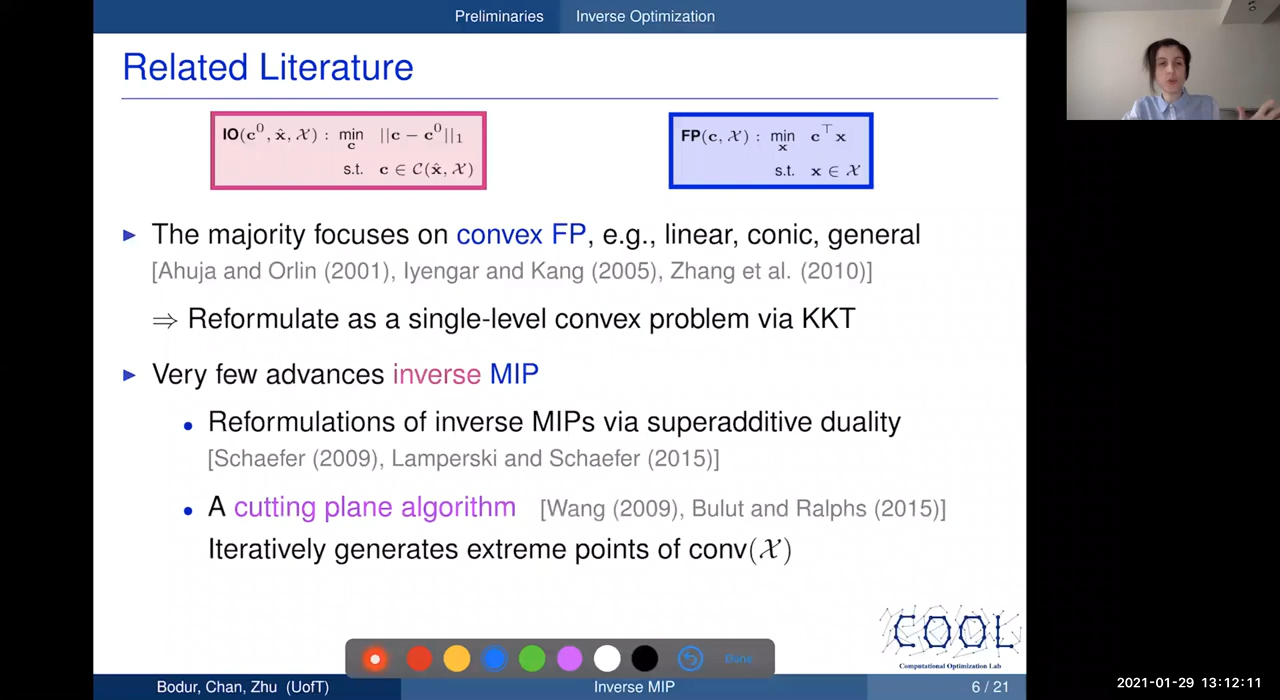 Preliminaries Inverse Optimization
Related Literature
IO(c⁰, x̂, 𝒳) : min_c ||c − c⁰||₁
s.t. c ∈ 𝒞(x̂, 𝒳)
FP(c, 𝒳) : min_x c⊤x
s.t. x ∈ 𝒳
▶ The majority focuses on convex FP, e.g., linear, conic, general
[Ahuja and Orlin (2001), Iyengar and Kang (2005), Zhang et al. (2010)]
⇒ Reformulate as a single-level convex problem via KKT
▶ Very few advances inverse MIP
• Reformulations of inverse MIPs via superadditive duality
[Schaefer (2009), Lamperski and Schaefer (2015)]
• A cutting plane algorithm [Wang (2009), Bulut and Ralphs (2015)]
Iteratively generates extreme points of conv(𝒳)
COOL
Computational Optimization Lab
Done
Bodur, Chan, Zhu (UofT) Inverse MIP 6 / 21
2021-01-29 13:12:11